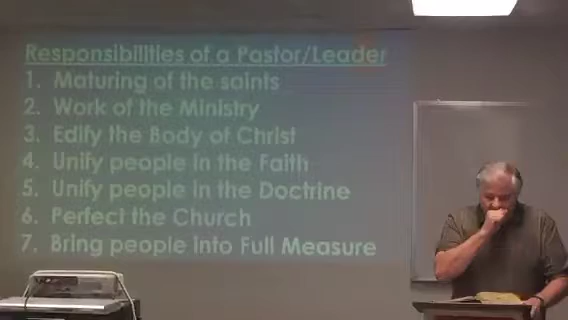 Responsibilities of a Pastor/Leader
1. Maturing of the saints
2. Work of the Ministry
3. Edify the Body of Christ
4. Unify people in the Faith
5. Unify people in the Doctrine
6. Perfect the Church
7. Bring people into Full Measure